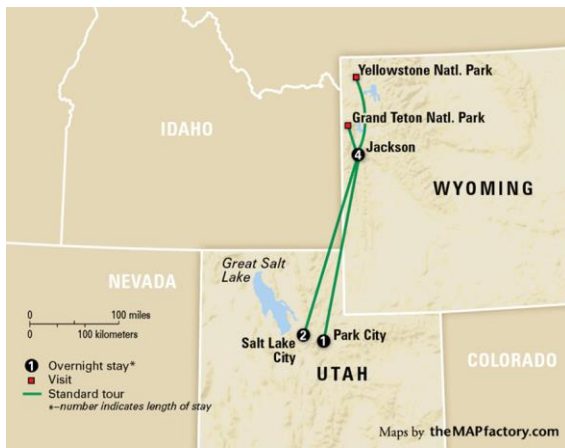 Yellowstone Natl. Park
Grand Teton Natl. Park
IDAHO
4
Jackson
WYOMING
NEVADA
Great Salt
Lake
0
100 miles
0
100 kilometers
2
Salt Lake
City
1
Park City
UTAH
COLORADO
1 Overnight stay*
Visit
Standard tour
*–number indicates length of stay
Maps by theMAPfactory.com